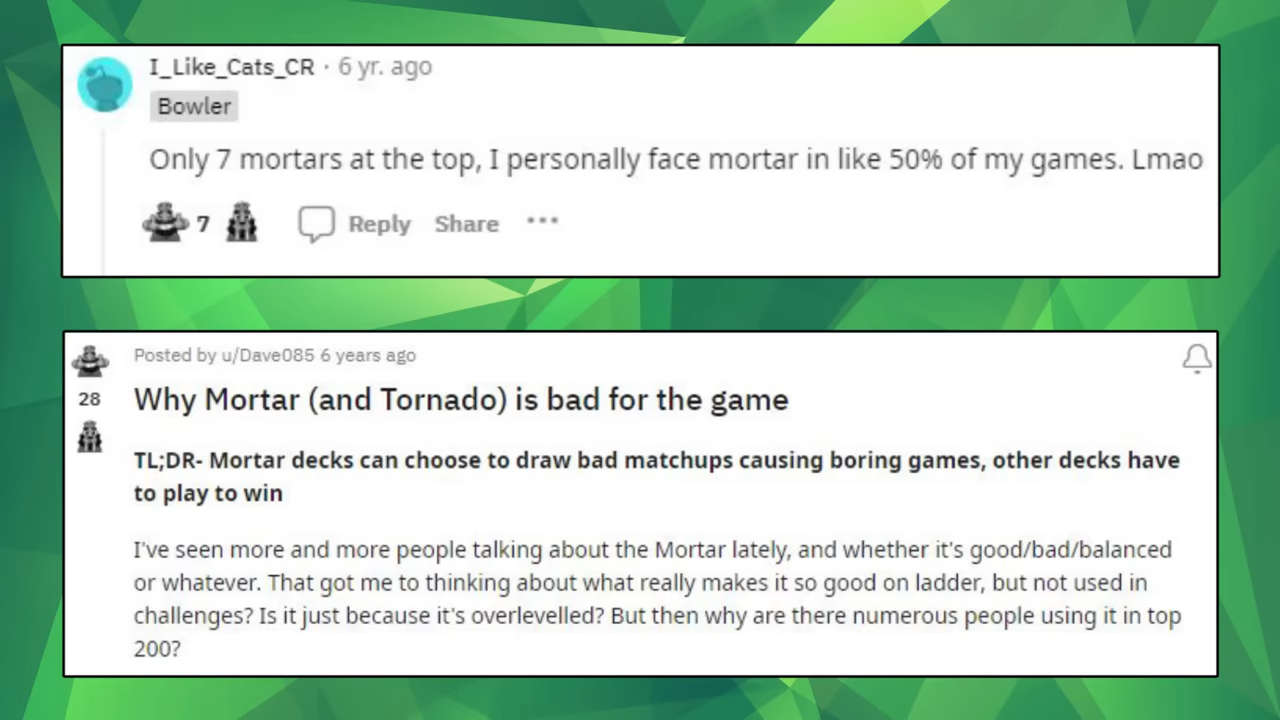 I_Like_Cats_CR · 6 yr. ago
Bowler
Only 7 mortars at the top, I personally face mortar in like 50% of my games. Lmao
7 Reply Share ···
Posted by u/Dave085 6 years ago
28
Why Mortar (and Tornado) is bad for the game
TL;DR- Mortar decks can choose to draw bad matchups causing boring games, other decks have
to play to win
I've seen more and more people talking about the Mortar lately, and whether it's good/bad/balanced
or whatever. That got me to thinking about what really makes it so good on ladder, but not used in
challenges? Is it just because it's overlevelled? But then why are there numerous people using it in top
200?